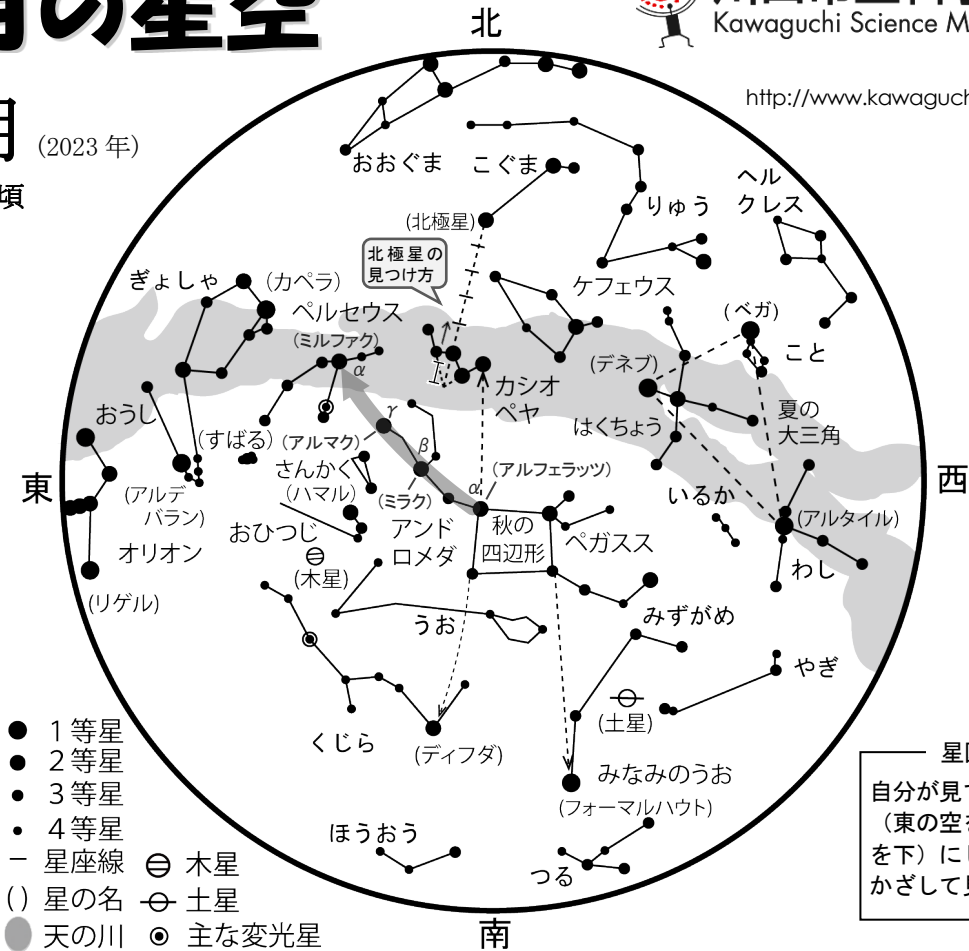 月の星空
Kawaguchi Science M
http://www.kawaguch
月 (2023年)
頃
北
おおぐま
こぐま
りゅう
ヘル
クレス
(北極星)
北極星の
見つけ方
ケフェウス
ぎょしゃ
(カペラ)
ペルセウス
(ミルファク)
α
カシオ
ペヤ
(ベガ)
こと
(デネブ)
はくちょう
夏の
大三角
おうし
(すばる)
(アルマク)
γ
β
さんかく
(ハマル)
(ミラク)
α
(アルフェラッツ)
東
西
(アルデ
バラン)
オリオン
(リゲル)
おひつじ
(木星)
アンド
ロメダ
秋の
四辺形
ペガスス
いるか
(アルタイル)
わし
うお
みずがめ
やぎ
(土星)
くじら
(ディフダ)
みなみのうお
(フォーマルハウト)
ほうおう
つる
南
1等星
2等星
3等星
4等星
星座線
木星
( ) 星の名
土星
天の川
主な変光星
自分が見
（東の空
を下）に
かざして見